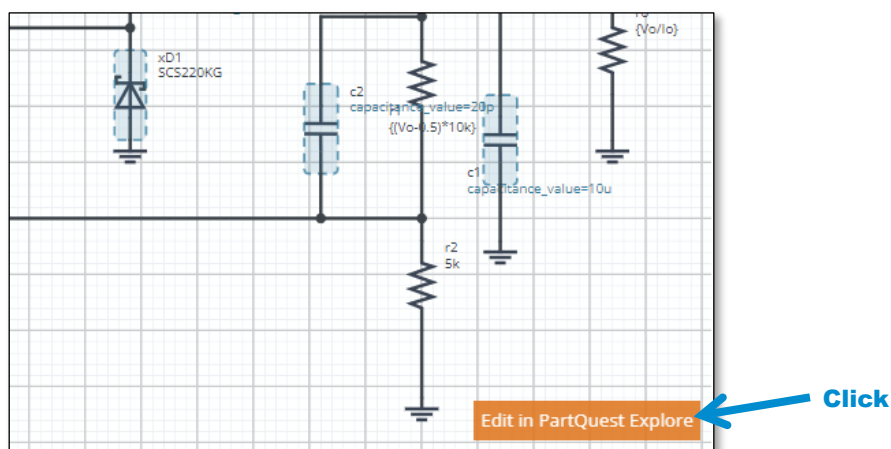 {Vo/Io}
xD1
SCS220KG
c2
capacitance_value=20p
{(Vo-0.5)*10k}
c1
capacitance_value=10u
r2
5k
Edit in PartQuest Explore
Click